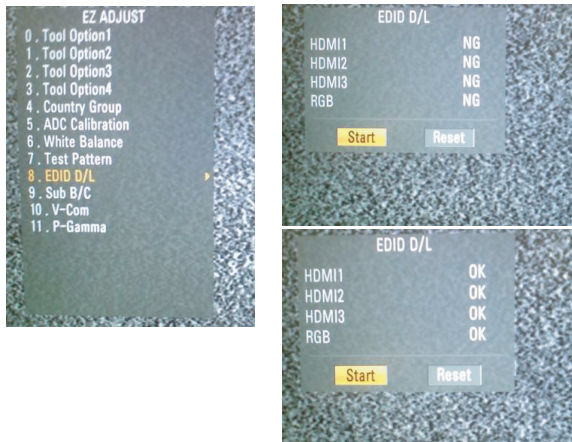 EZ ADJUST
0 . Tool Option1
1 . Tool Option2
2 . Tool Option3
3 . Tool Option4
4 . Country Group
5 . ADC Calibration
6 . White Balance
7 . Test Pattern
8 . EDID D/L
9 . Sub B/C
10 . V-Com
11 . P-Gamma
EDID D/L
HDMI1 NG
HDMI2 NG
HDMI3 NG
RGB NG
Start Reset
EDID D/L
HDMI1 OK
HDMI2 OK
HDMI3 OK
RGB OK
Start Reset